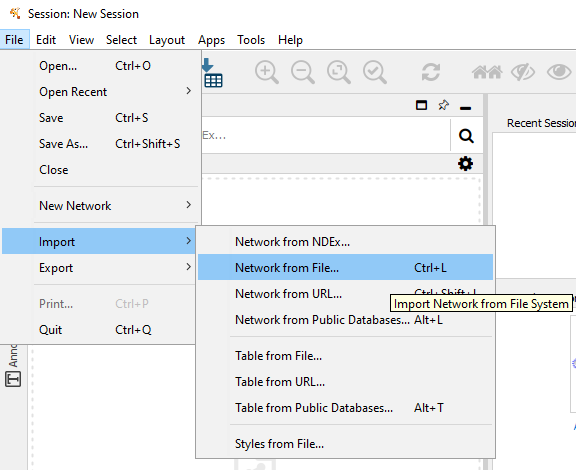 Session: New Session
File Edit View Select Layout Apps Tools Help
Open... Ctrl+O
Open Recent
Save Ctrl+S
Save As... Ctrl+Shift+S
Close
New Network
Import
Export
Print... Ctrl+P
Quit Ctrl+Q
Ex...
Recent Session
Network from NDEx...
Network from File... Ctrl+L
Network from URL... Ctrl+Shift+L
Import Network from File System
Network from Public Databases... Alt+L
Table from File...
Table from URL...
Table from Public Databases... Alt+T
Styles from File...
Anno
T